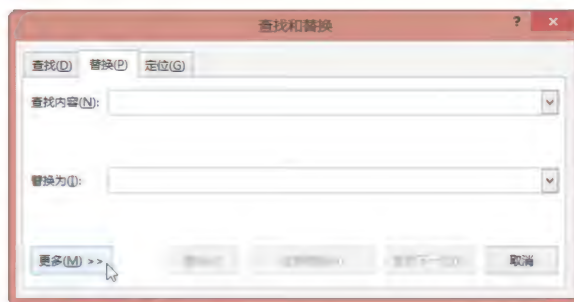 查找和替换 ?
查找(D) 替换(P) 定位(G)
查找内容(N):
替换为(I):
更多(M) >> 取消